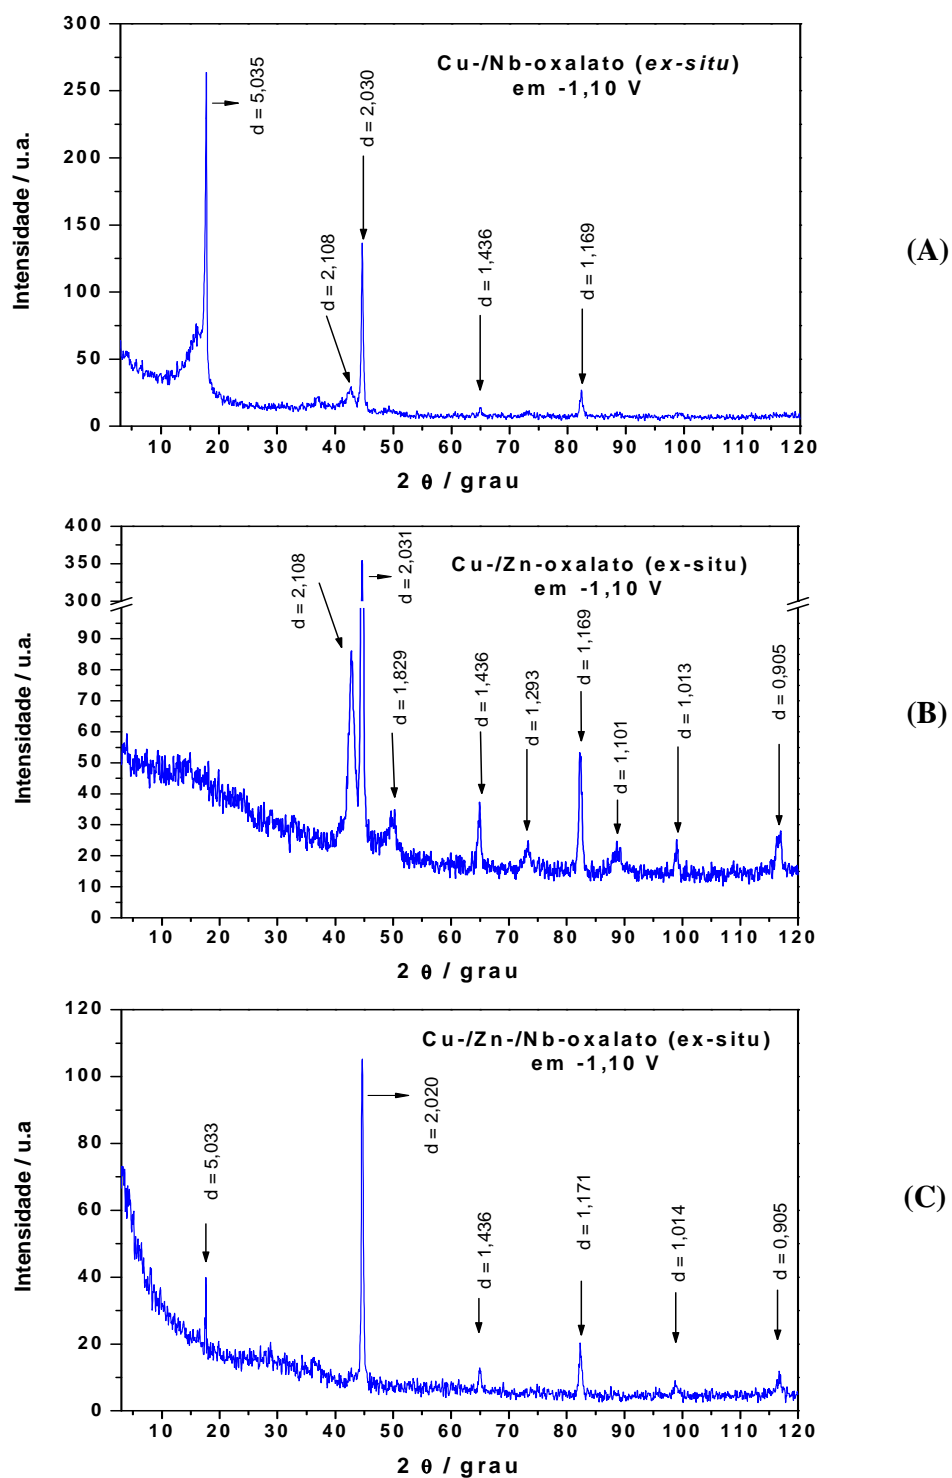 300
250
200
150
100
50
0
Intensidade / u.a.
Cu-/Nb-oxalato (ex-situ)
em -1,10 V
d = 5,035
d = 2,108
d = 2,030
d = 1,436
d = 1,169
10 20 30 40 50 60 70 80 90 100 110 120
2 θ / grau
(A)
400
350
300
90
80
70
60
50
40
30
20
10
0
Intensidade / u.a.
Cu-/Zn-oxalato (ex-situ)
em -1,10 V
d = 2,108
d = 2,031
d = 1,829
d = 1,436
d = 1,293
d = 1,169
d = 1,101
d = 1,013
d = 0,905
10 20 30 40 50 60 70 80 90 100 110 120
2 θ / grau
(B)
120
100
80
60
40
20
0
Intensidade / u.a
Cu-/Zn-/Nb-oxalato (ex-situ)
em -1,10 V
d = 5,033
d = 2,020
d = 1,436
d = 1,171
d = 1,014
d = 0,905
10 20 30 40 50 60 70 80 90 100 110 120
2 θ / grau
(C)